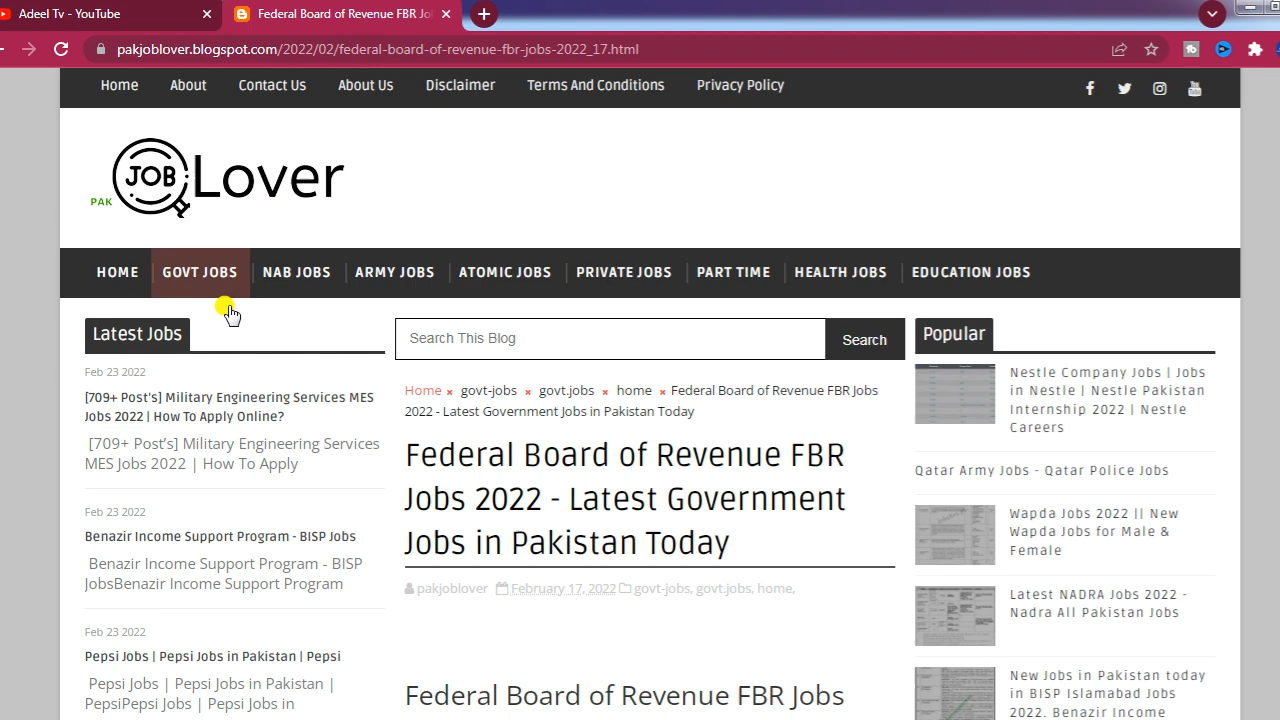 Adeel Tv - YouTube
Federal Board of Revenue FBR Jo
pakjoblover.blogspot.com/2022/02/federal-board-of-revenue-fbr-jobs-2022_17.html
Home About Contact Us About Us Disclaimer Terms And Conditions Privacy Policy
PAK JOB Lover
HOME GOVT JOBS NAB JOBS ARMY JOBS ATOMIC JOBS PRIVATE JOBS PART TIME HEALTH JOBS EDUCATION JOBS
Latest Jobs
Feb 23 2022
[709+ Post's] Military Engineering Services MES
Jobs 2022 | How To Apply Online?
[709+ Post's] Military Engineering Services
MES Jobs 2022 | How To Apply
Feb 23 2022
Benazir Income Support Program - BISP Jobs
Benazir Income Support Program - BISP
JobsBenazir Income Support Program
Feb 23 2022
Pepsi Jobs | Pepsi Jobs in Pakistan | Pepsi
Pepsi Jobs | Pepsi Jobs in Pakistan |
PepsiPepsi Jobs | Pepsi Jobs in
Search This Blog
Search
Home × govt-jobs × govt.jobs × home × Federal Board of Revenue FBR Jobs
2022 - Latest Government Jobs in Pakistan Today
Federal Board of Revenue FBR
Jobs 2022 - Latest Government
Jobs in Pakistan Today
pakjoblover February 17, 2022 govt-jobs, govt.jobs, home,
Federal Board of Revenue FBR Jobs
Popular
Nestle Company Jobs | Jobs
in Nestle | Nestle Pakistan
Internship 2022 | Nestle
Careers
Qatar Army Jobs - Qatar Police Jobs
Wapda Jobs 2022 || New
Wapda Jobs for Male &
Female
Latest NADRA Jobs 2022 -
Nadra All Pakistan Jobs
New Jobs in Pakistan today
in BISP Islamabad Jobs
2022. Benazir Income